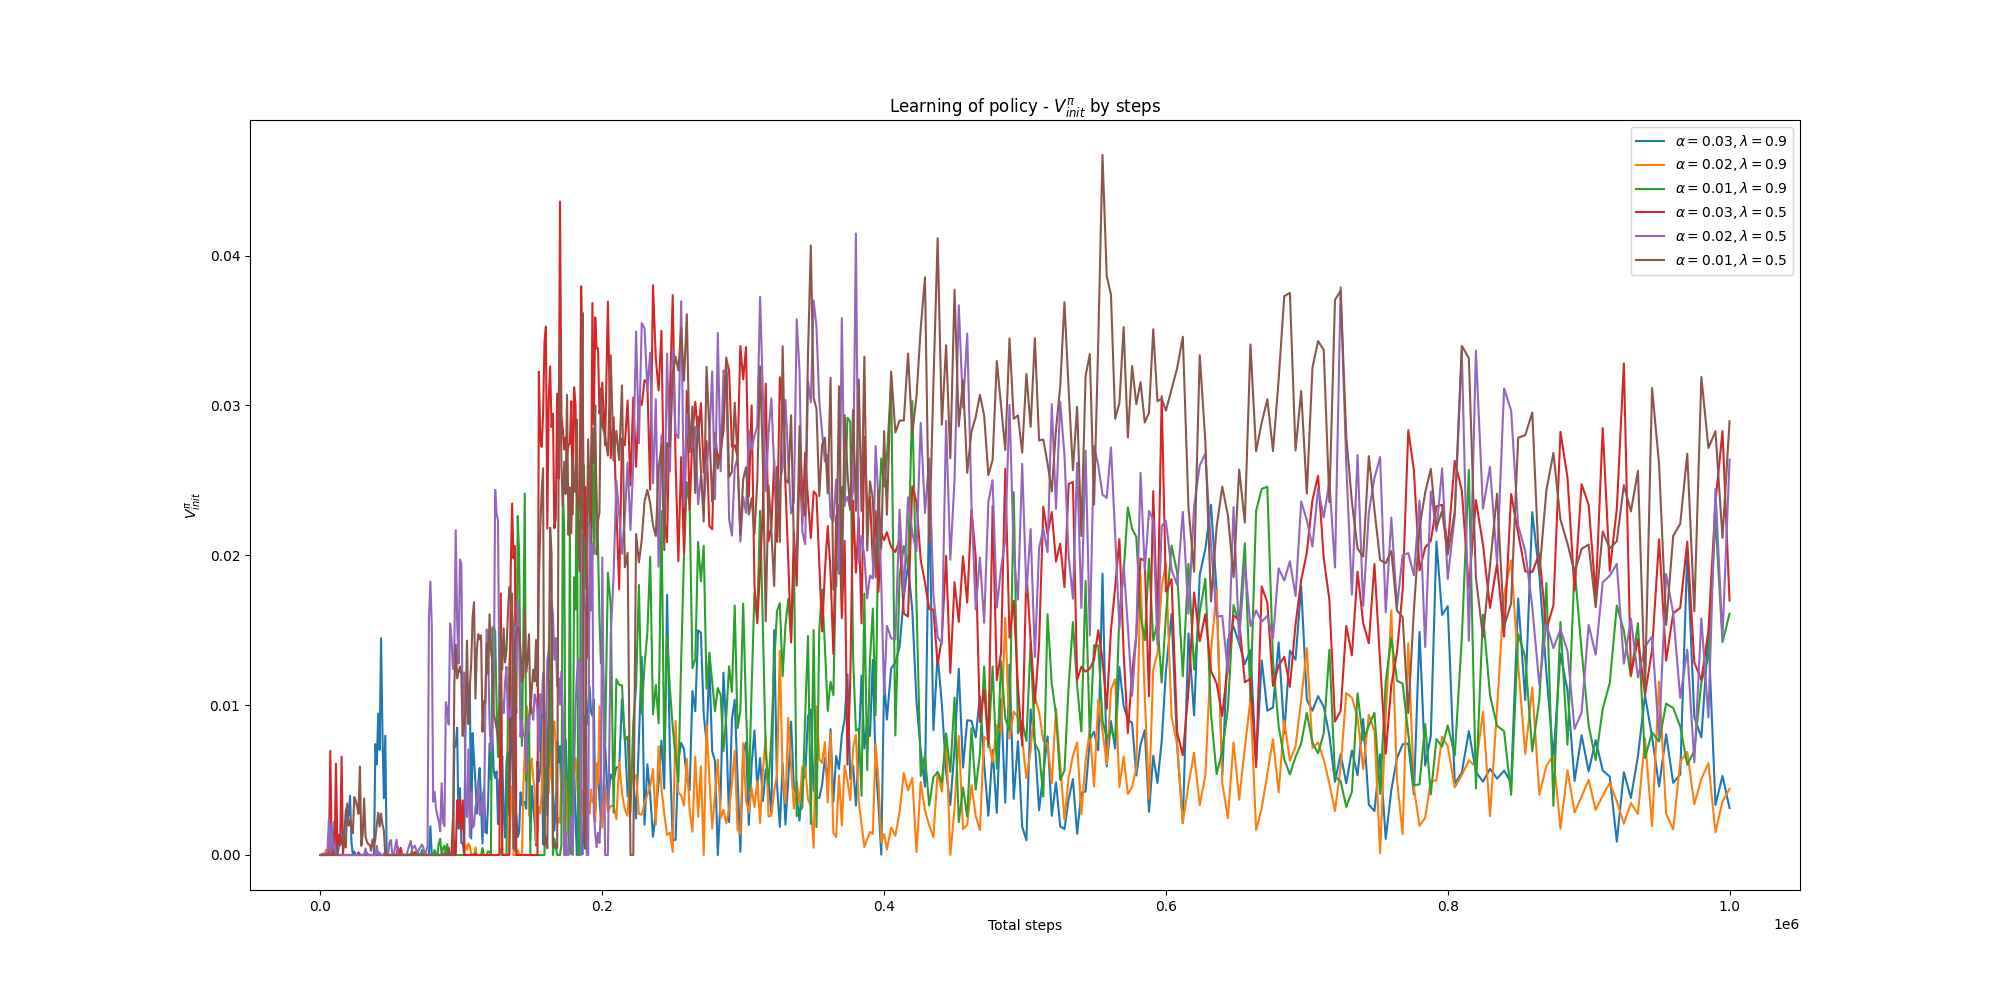 Learning of policy - $V_{init}^{\pi}$ by steps
α = 0.03, λ = 0.9
α = 0.02, λ = 0.9
α = 0.01, λ = 0.9
α = 0.03, λ = 0.5
α = 0.02, λ = 0.5
α = 0.01, λ = 0.5
0.04
0.03
0.02
0.01
0.00
$V_{init}^{\pi}$
0.0 0.2 0.4 0.6 0.8 1.0
Total steps
1e6